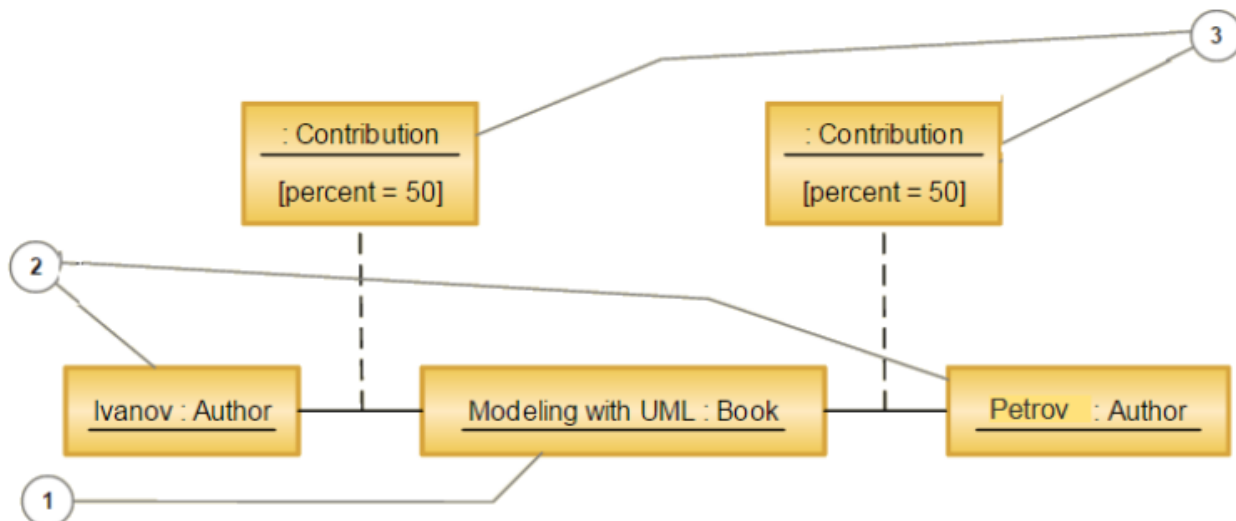 3
: Contribution
[percent = 50]
: Contribution
[percent = 50]
2
Ivanov : Author
Modeling with UML : Book
Petrov : Author
1